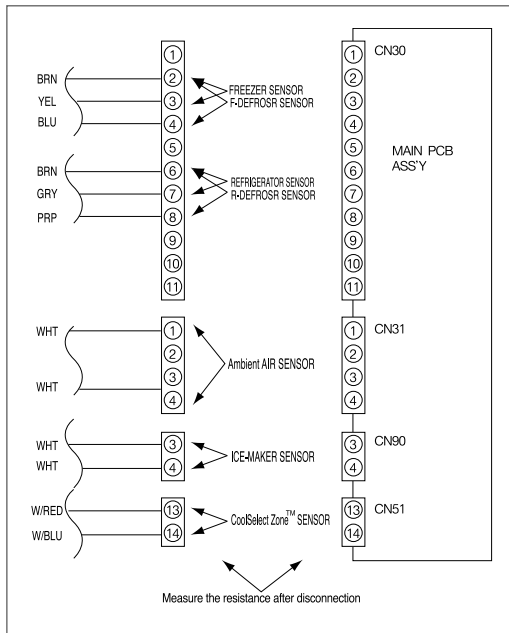 ① ① CN30
BRN ② ②
YEL ③ FREEZER SENSOR ③
F-DEFROSR SENSOR
BLU ④ ④
⑤ ⑤ MAIN PCB
ASS'Y
BRN ⑥ ⑥
GRY ⑦ REFRIGERATOR SENSOR ⑦
R-DEFROSR SENSOR
PRP ⑧ ⑧
⑨ ⑨
⑩ ⑩
⑪ ⑪
WHT ① ① CN31
② ②
Ambient AIR SENSOR
③ ③
WHT ④ ④
WHT ③ ③ CN90
ICE-MAKER SENSOR
WHT ④ ④
W/RED ⑬ ⑬ CN51
CoolSelect Zone™ SENSOR
W/BLU ⑭ ⑭
Measure the resistance after disconnection